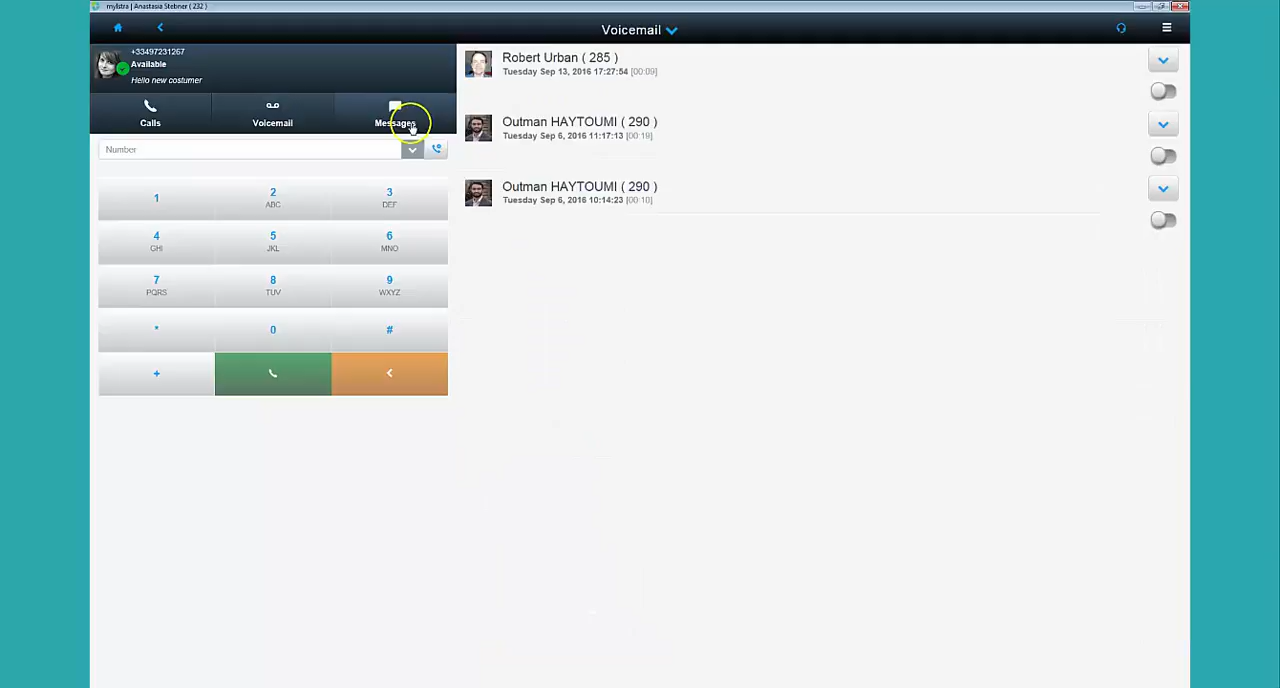 mylstra | Anastasia Stebner ( 232 )
Voicemail
+33497231267
Available
Hello new costumer
Calls
Voicemail
Messages
Number
1
2
3
ABC
DEF
4
5
6
GHI
JKL
MNO
7
8
9
PQRS
TUV
WXYZ
*
0
#
+
Robert Urban ( 285 )
Tuesday Sep 13, 2016 17:27:54 [00:09]
Outman HAYTOUMI ( 290 )
Tuesday Sep 6, 2016 11:17:13 [00:19]
Outman HAYTOUMI ( 290 )
Tuesday Sep 6, 2016 10:14:23 [00:10]